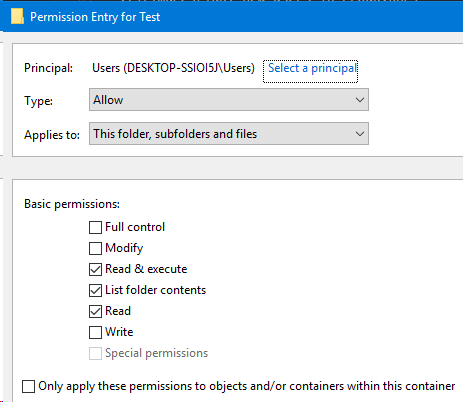 Permission Entry for Test
Principal: Users (DESKTOP-SSIOI5J\Users) Select a principal
Type: Allow
Applies to: This folder, subfolders and files
Basic permissions:
Full control
Modify
Read & execute
List folder contents
Read
Write
Special permissions
Only apply these permissions to objects and/or containers within this container